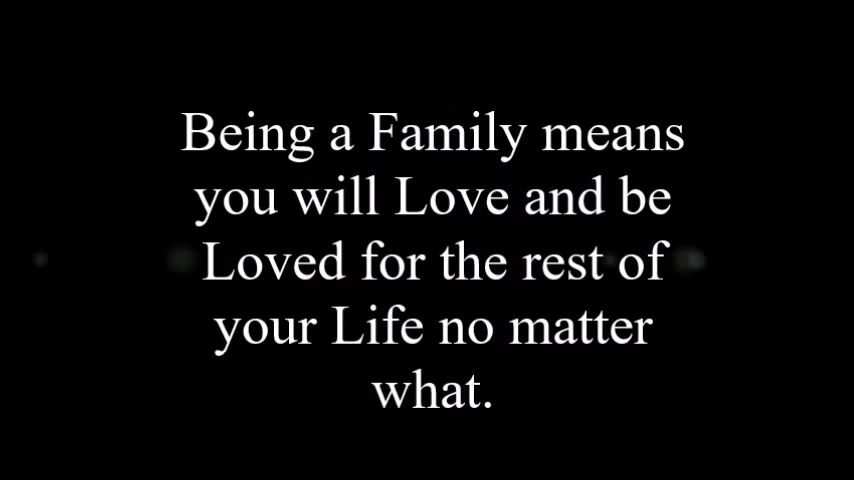 Being a Family means
you will Love and be
Loved for the rest of
your Life no matter
what.